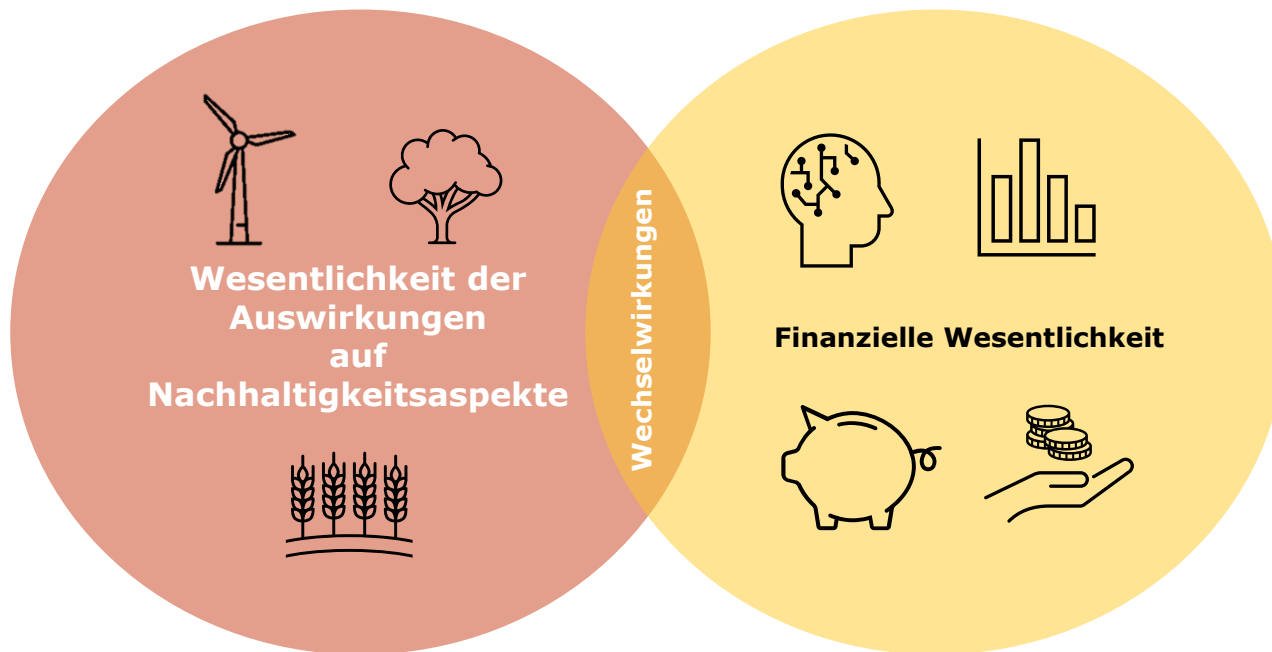 Wesentlichkeit der
Auswirkungen
auf
Nachhaltigkeitsaspekte
Wechselwirkungen
Finanzielle Wesentlichkeit